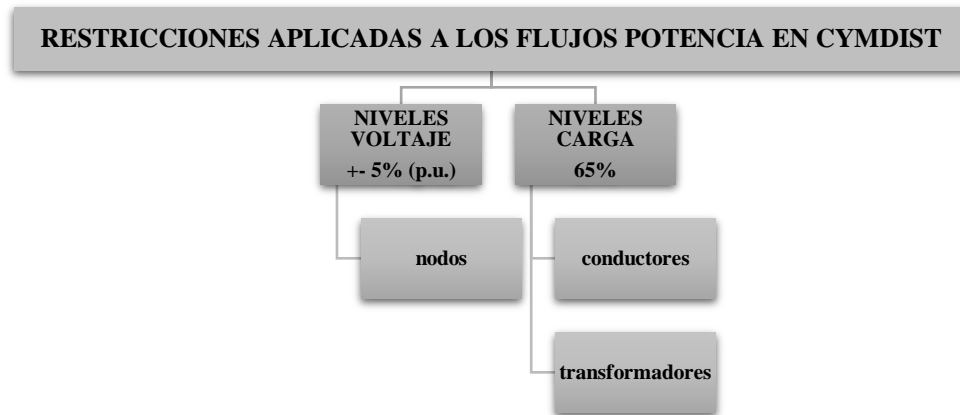 RESTRICCIONES APLICADAS A LOS FLUJOS POTENCIA EN CYMDIST
NIVELES
VOLTAJE
+- 5% (p.u.)
nodos
NIVELES
CARGA
65%
conductores
transformadores